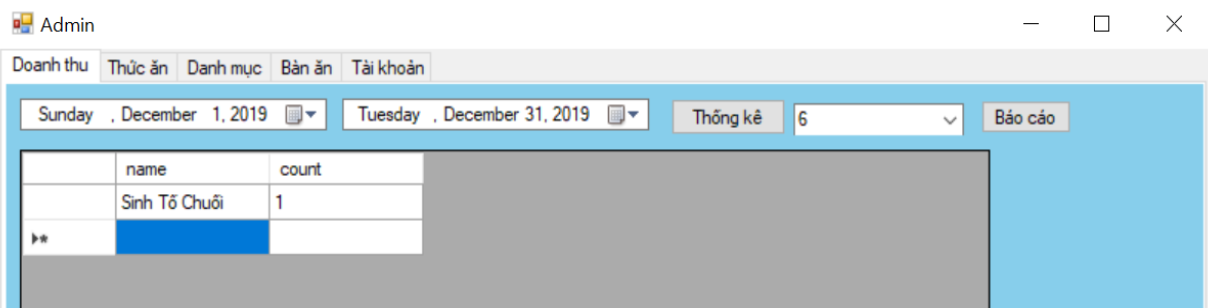 Admin
Doanh thu Thức ăn Danh mục Bàn ăn Tài khoản
Sunday , December 1, 2019 Tuesday , December 31, 2019 Thống kê 6 Báo cáo
name count
Sinh Tố Chuối 1